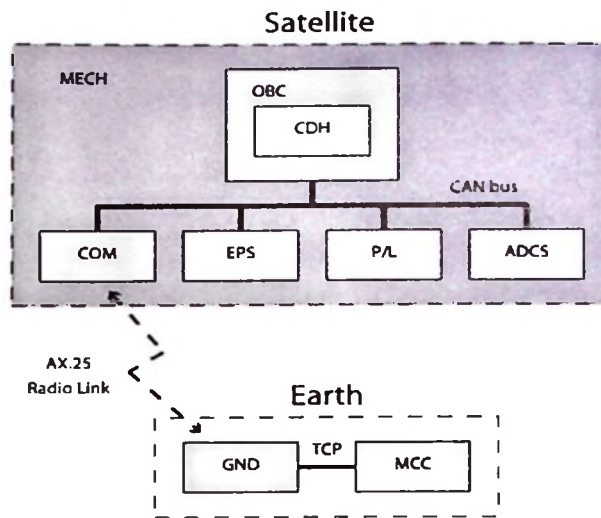 Satellite
MECH
OBC
CDH
CAN bus
COM
EPS
P/L
ADCS
AX.25
Radio Link
Earth
GND
TCP
MCC